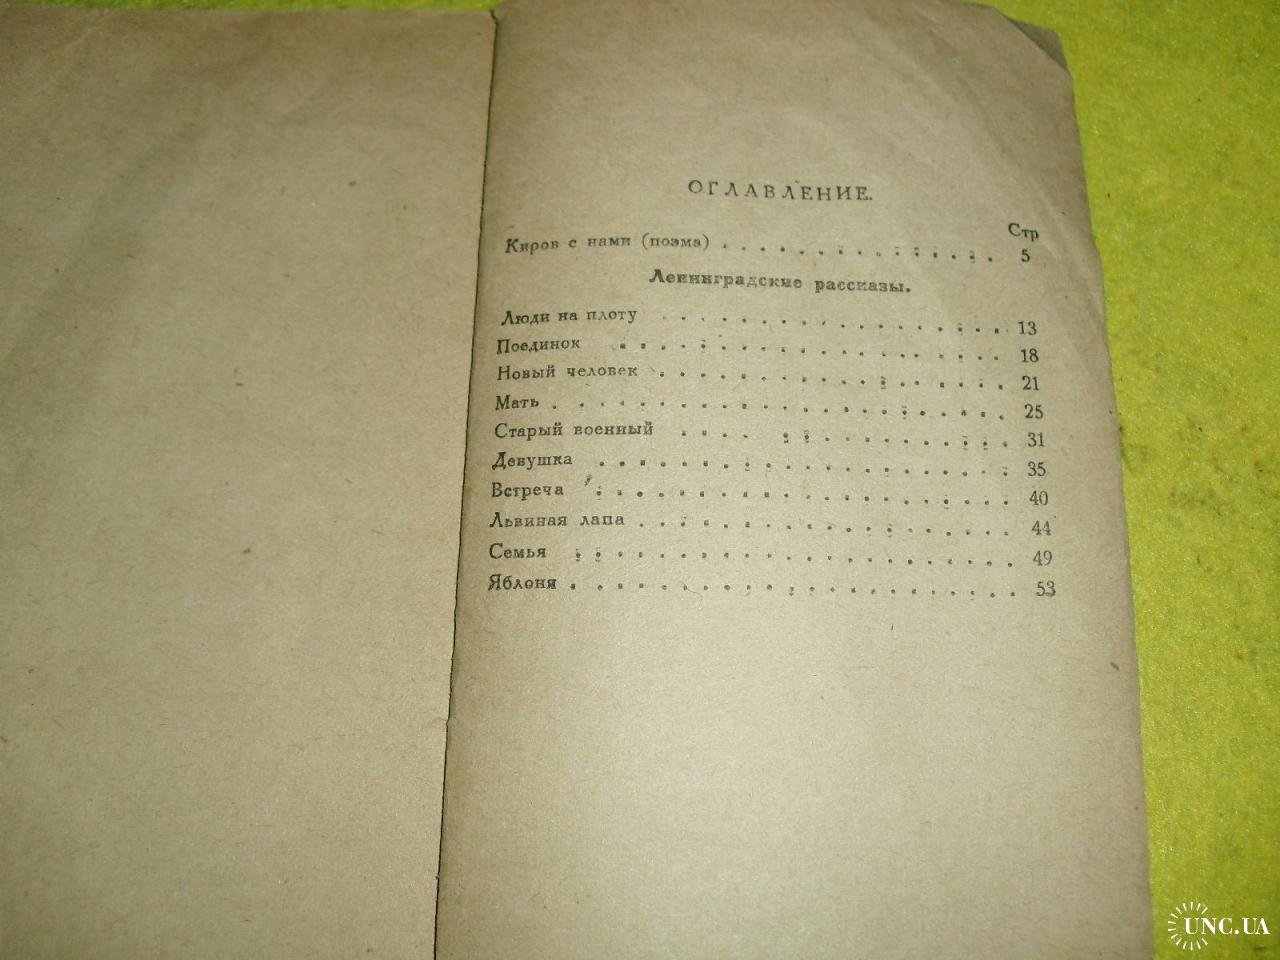 ОГЛАВЛЕНИЕ.
Стр
Киров с нами (поэма) . . . . . . . . . . . . . . 5
Ленинградские рассказы.
Люди на плоту . . . . . . . . . . . . . . . . . 13
Поединок . . . . . . . . . . . . . . . . . . . 18
Новый человек . . . . . . . . . . . . . . . . . 21
Мать . . . . . . . . . . . . . . . . . . . . . 25
Старый военный . . . . . . . . . . . . . . . 31
Девушка . . . . . . . . . . . . . . . . . . . . 35
Встреча . . . . . . . . . . . . . . . . . . . . 40
Львиная лапа . . . . . . . . . . . . . . . . . . 44
Семья . . . . . . . . . . . . . . . . . . . . . 49
Яблоня . . . . . . . . . . . . . . . . . . . . . 53
UNC.UA